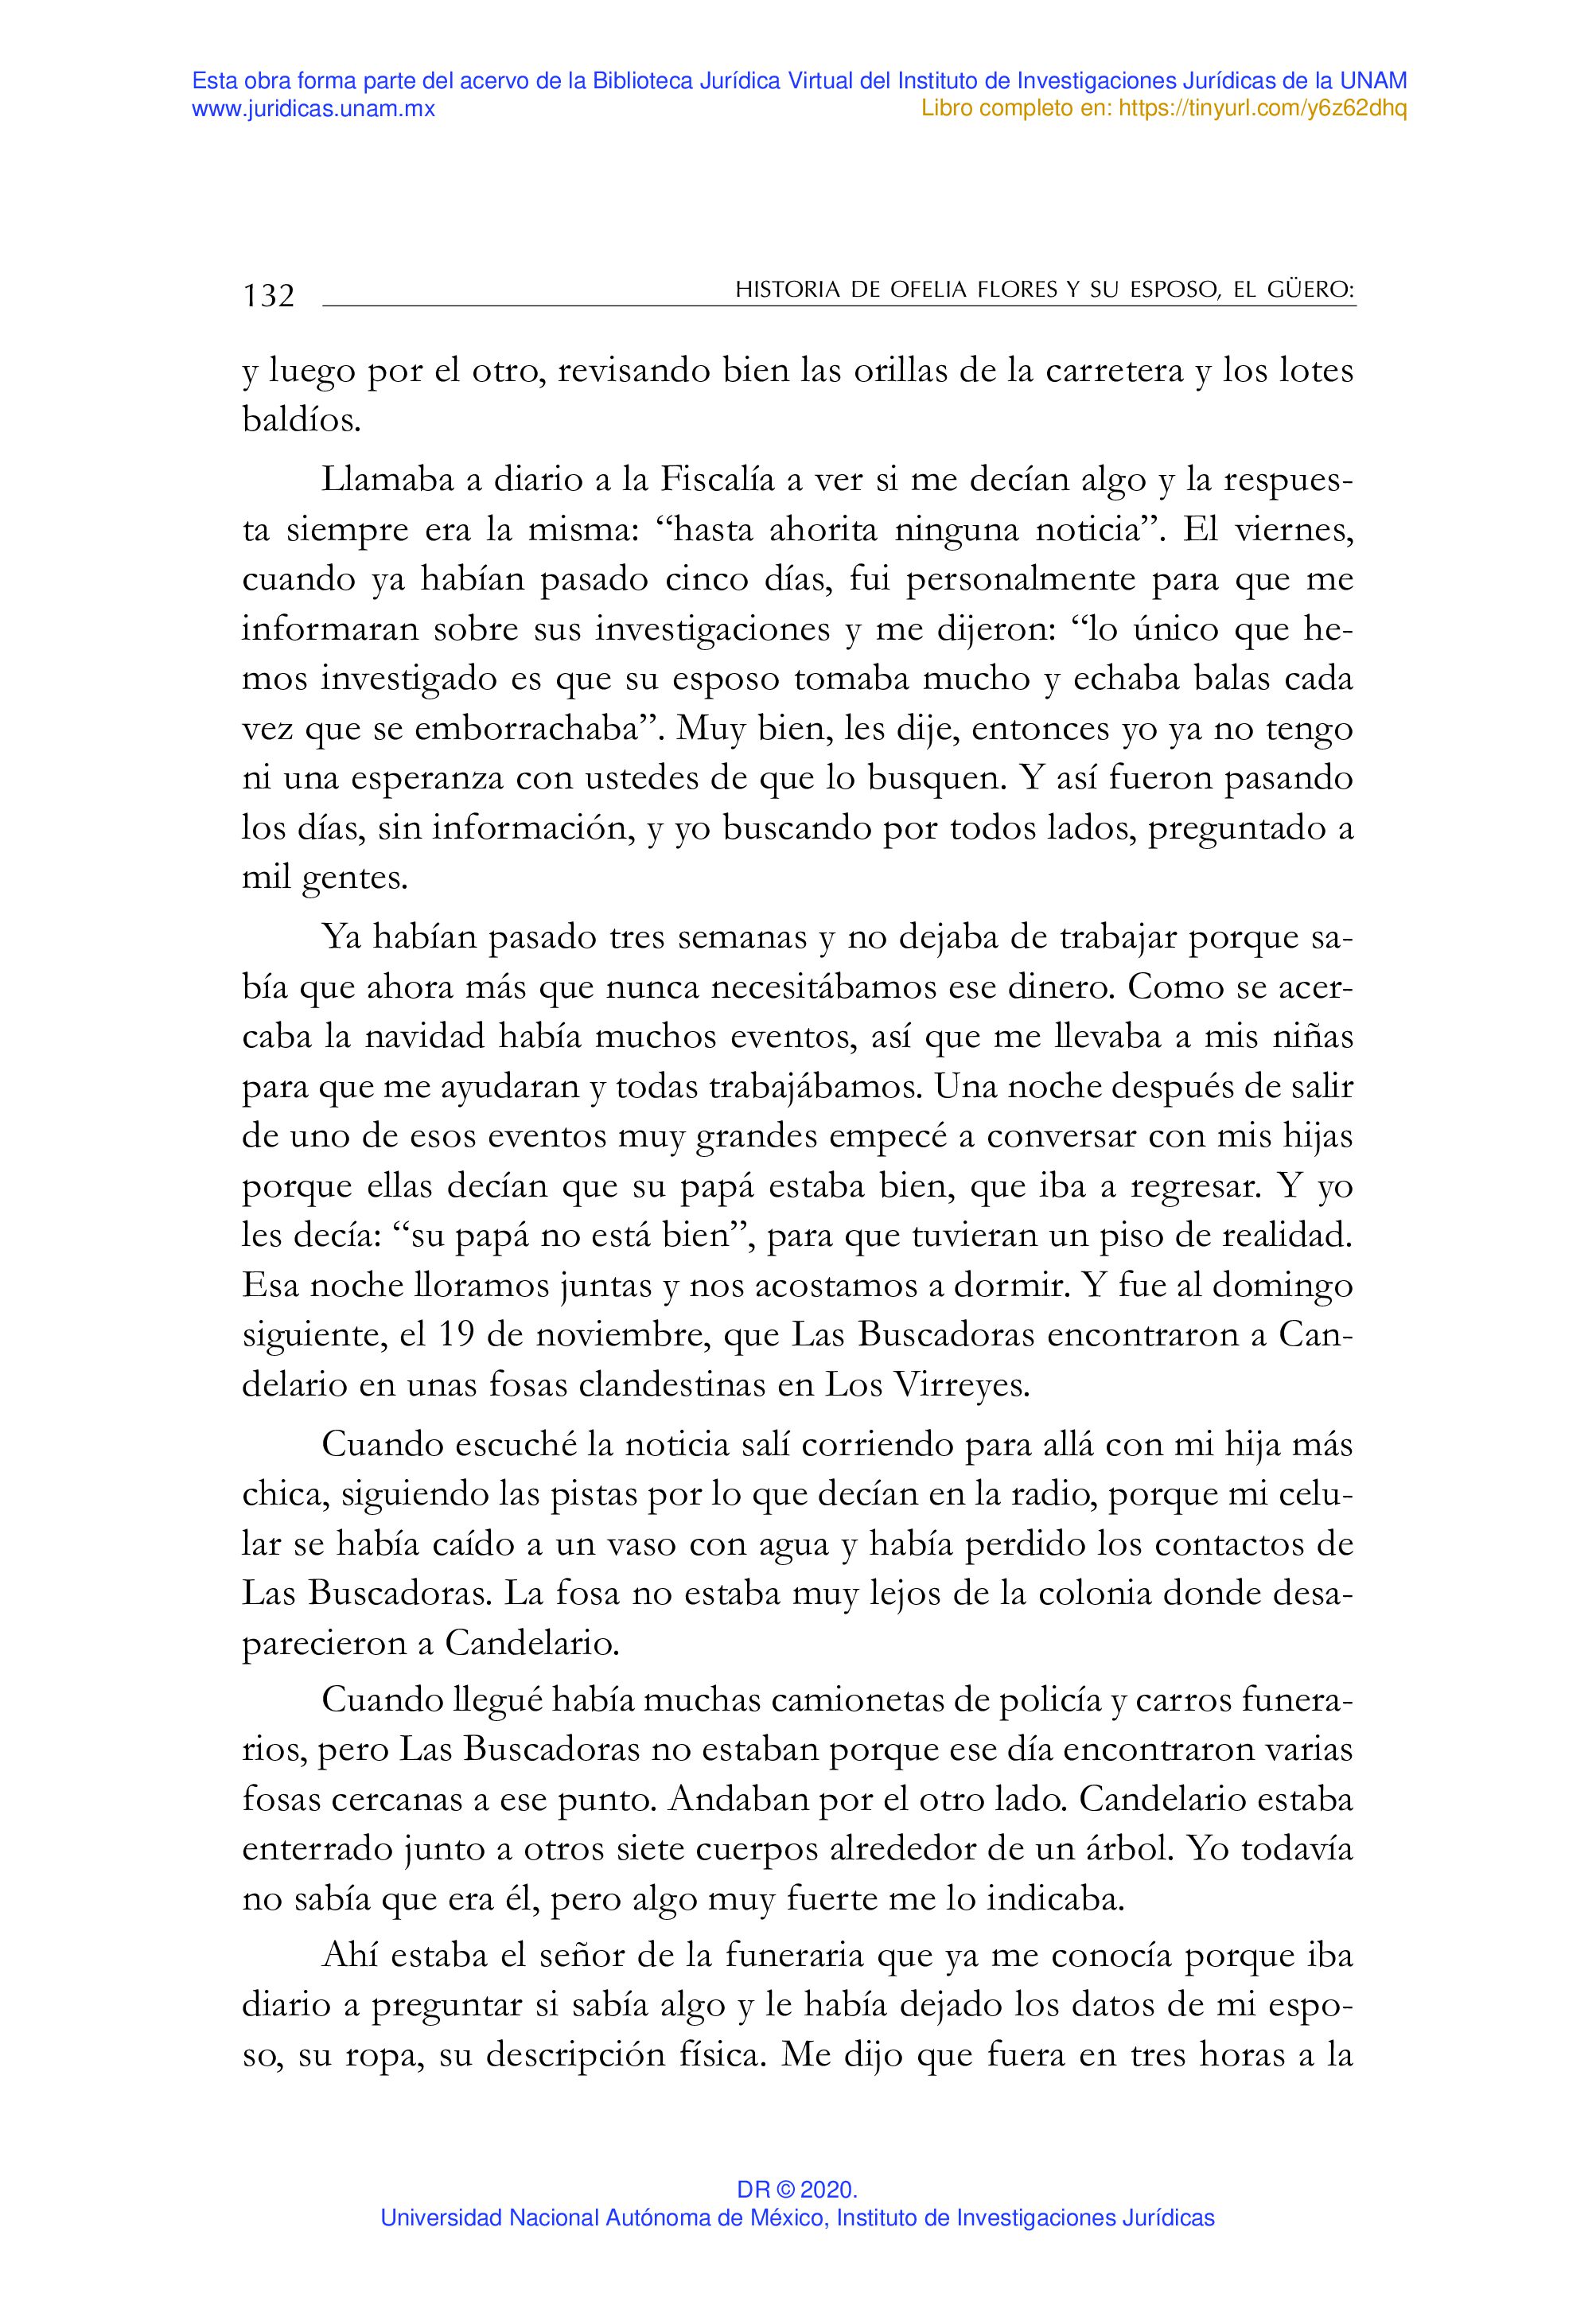 Esta obra forma parte del acervo de la Biblioteca Jurídica Virtual del Instituto de Investigaciones Jurídicas de la UNAM
www.juridicas.unam.mx
Libro completo en: https://tinyurl.com/y6z62dhq
132
HISTORIA DE OFELIA FLORES Y SU ESPOSO, EL GÜERO:
y luego por el otro, revisando bien las orillas de la carretera y los lotes
baldíos.
Llamaba a diario a la Fiscalía a ver si me decían algo y la respues-
ta siempre era la misma: “hasta ahorita ninguna noticia”. El viernes,
cuando ya habían pasado cinco días, fui personalmente para que me
informaran sobre sus investigaciones y me dijeron: “lo único que he-
mos investigado es que su esposo tomaba mucho y echaba balas cada
vez que se emborrachaba”. Muy bien, les dije, entonces yo ya no tengo
ni una esperanza con ustedes de que lo busquen. Y así fueron pasando
los días, sin información, y yo buscando por todos lados, preguntado a
mil gentes.
Ya habían pasado tres semanas y no dejaba de trabajar porque sa-
bía que ahora más que nunca necesitábamos ese dinero. Como se acer-
caba la navidad había muchos eventos, así que me llevaba a mis niñas
para que me ayudaran y todas trabajábamos. Una noche después de salir
de uno de esos eventos muy grandes empecé a conversar con mis hijas
porque ellas decían que su papá estaba bien, que iba a regresar. Y yo
les decía: “su papá no está bien”, para que tuvieran un piso de realidad.
Esa noche lloramos juntas y nos acostamos a dormir. Y fue al domingo
siguiente, el 19 de noviembre, que Las Buscadoras encontraron a Can-
delario en unas fosas clandestinas en Los Virreyes.
Cuando escuché la noticia salí corriendo para allá con mi hija más
chica, siguiendo las pistas por lo que decían en la radio, porque mi celu-
lar se había caído a un vaso con agua y había perdido los contactos de
Las Buscadoras. La fosa no estaba muy lejos de la colonia donde desa-
parecieron a Candelario.
Cuando llegué había muchas camionetas de policía y carros funera-
rios, pero Las Buscadoras no estaban porque ese día encontraron varias
fosas cercanas a ese punto. Andaban por el otro lado. Candelario estaba
enterrado junto a otros siete cuerpos alrededor de un árbol. Yo todavía
no sabía que era él, pero algo muy fuerte me lo indicaba.
Ahí estaba el señor de la funeraria que ya me conocía porque iba
diario a preguntar si sabía algo y le había dejado los datos de mi espo-
so, su ropa, su descripción física. Me dijo que fuera en tres horas a la
DR © 2020.
Universidad Nacional Autónoma de México, Instituto de Investigaciones Jurídicas